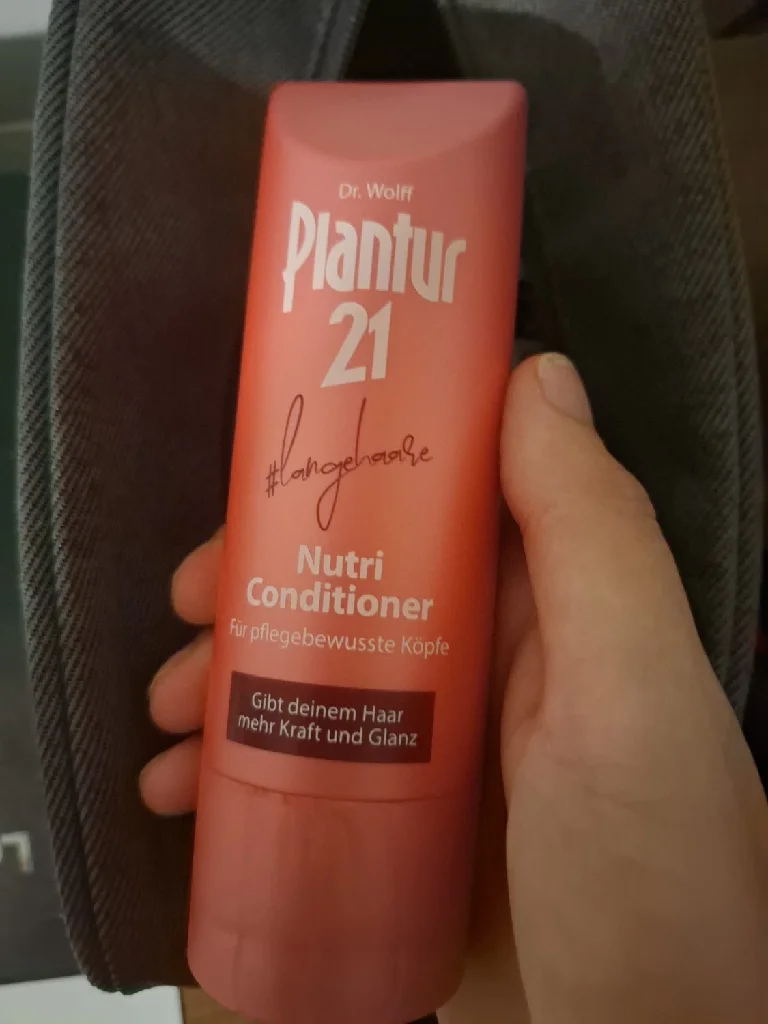 Dr. Wolff
Plantur
21
#langehaare
Nutri
Conditioner
Für pflegebewusste Köpfe
Gibt deinem Haar
mehr Kraft und Glanz